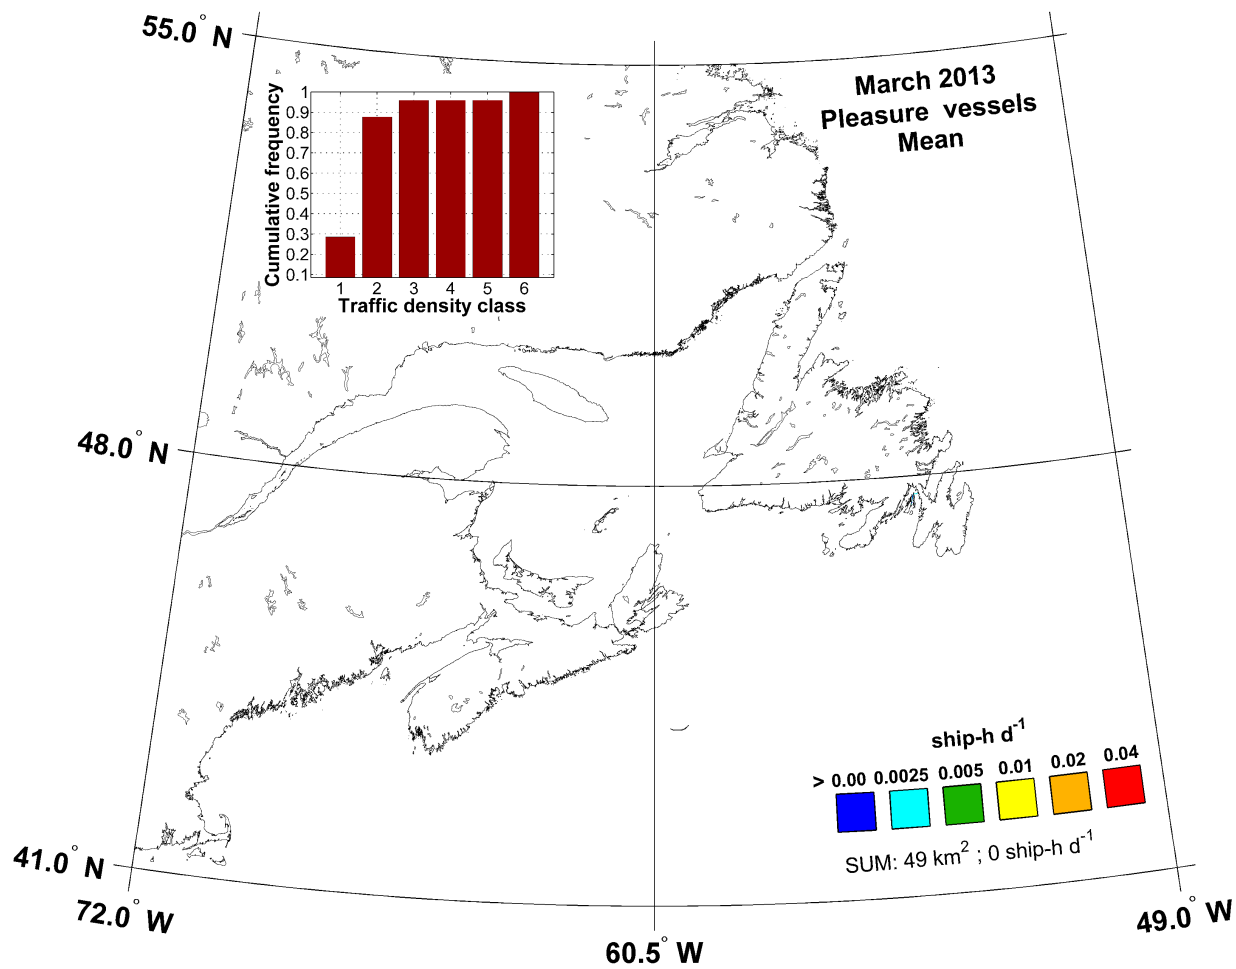 55.0° N
March 2013
Pleasure vessels
Mean
Cumulative frequency
1
0.9
0.8
0.7
0.6
0.5
0.4
0.3
0.2
0.1
1 2 3 4 5 6
Traffic density class
48.0° N
ship-h d-1
> 0.00 0.0025 0.005 0.01 0.02 0.04
SUM: 49 km2 ; 0 ship-h d-1
41.0° N
72.0° W
60.5° W
49.0° W